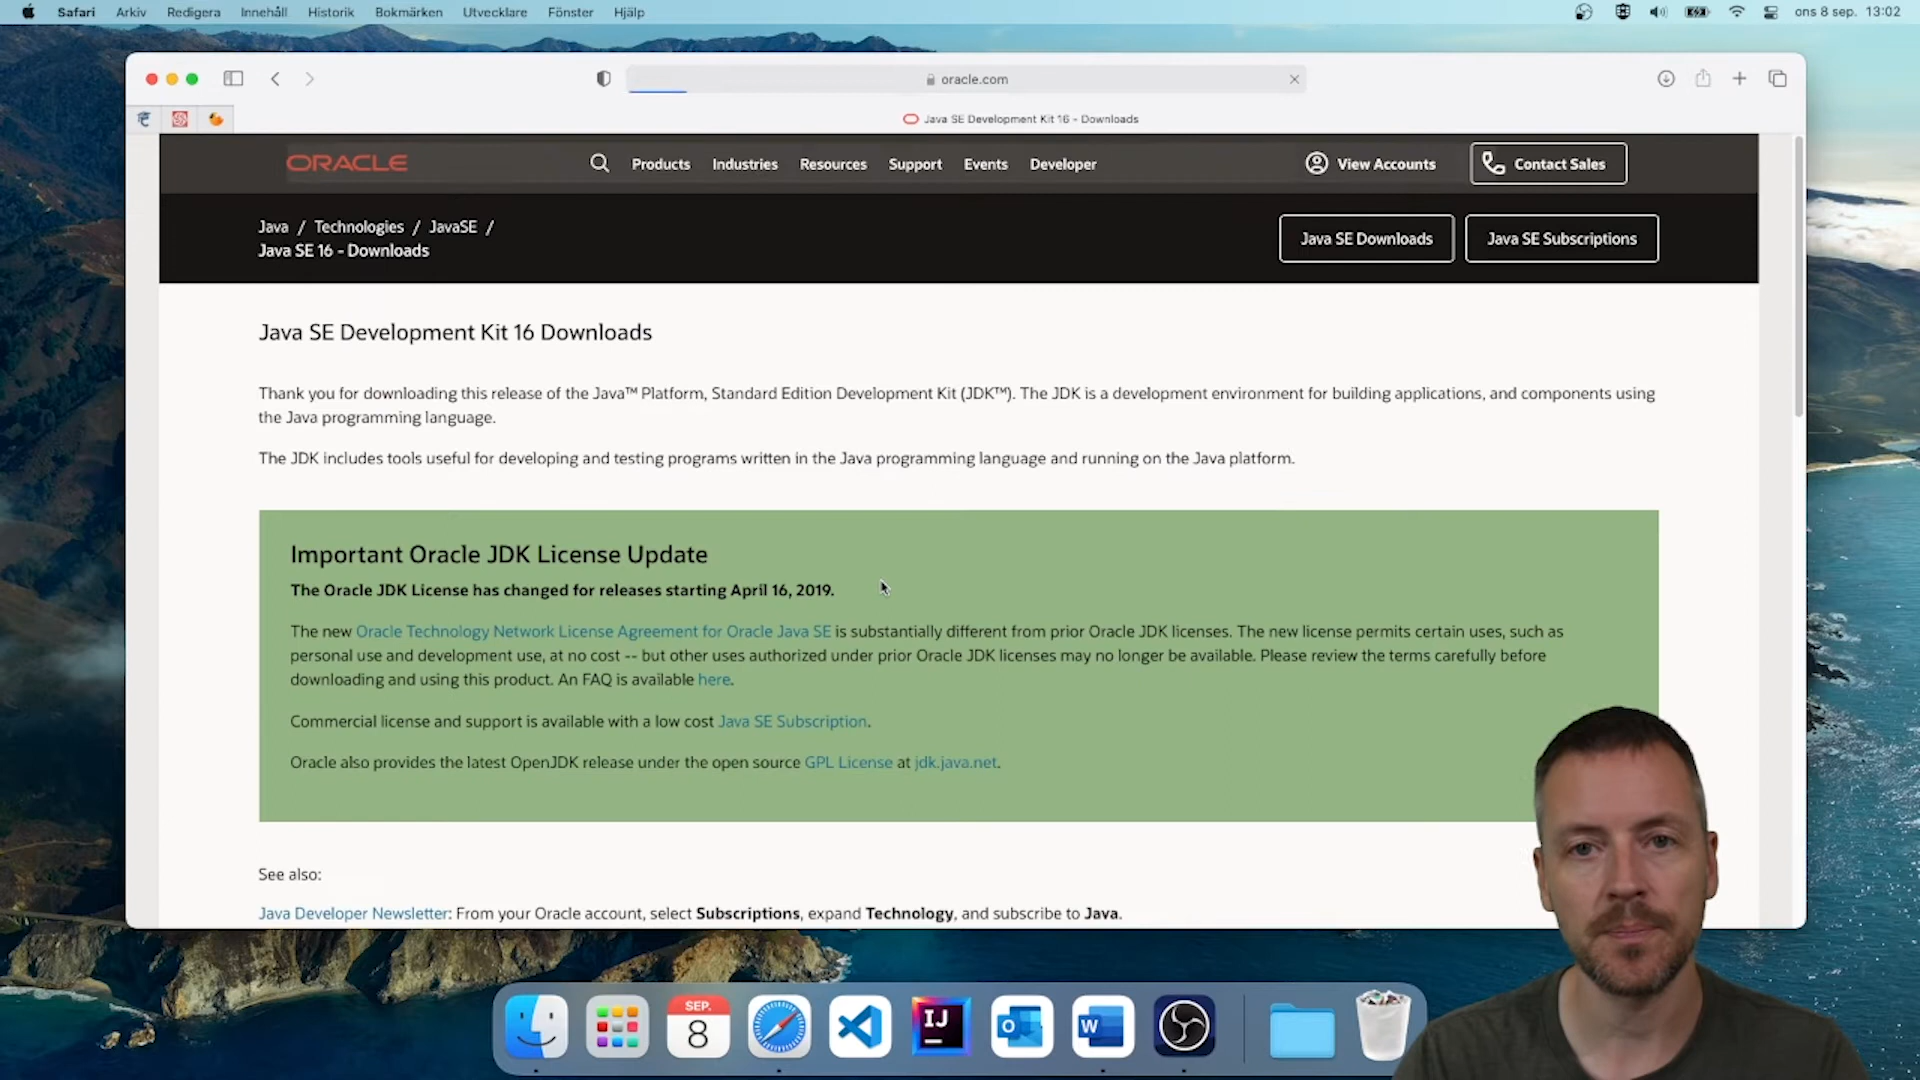 Safari Arkiv Redigera Innehåll Historik Bokmärken Utvecklare Fönster Hjälp ons 8 sep. 13:02
oracle.com
Java SE Development Kit 16 - Downloads
ORACLE Products Industries Resources Support Events Developer View Accounts Contact Sales
Java / Technologies / JavaSE /
Java SE 16 - Downloads
Java SE Downloads Java SE Subscriptions
Java SE Development Kit 16 Downloads
Thank you for downloading this release of the Java™ Platform, Standard Edition Development Kit (JDK™). The JDK is a development environment for building applications, and components using
the Java programming language.
The JDK includes tools useful for developing and testing programs written in the Java programming language and running on the Java platform.
Important Oracle JDK License Update
The Oracle JDK License has changed for releases starting April 16, 2019.
The new Oracle Technology Network License Agreement for Oracle Java SE is substantially different from prior Oracle JDK licenses. The new license permits certain uses, such as
personal use and development use, at no cost -- but other uses authorized under prior Oracle JDK licenses may no longer be available. Please review the terms carefully before
downloading and using this product. An FAQ is available here.
Commercial license and support is available with a low cost Java SE Subscription.
Oracle also provides the latest OpenJDK release under the open source GPL License at jdk.java.net.
See also:
Java Developer Newsletter: From your Oracle account, select Subscriptions, expand Technology, and subscribe to Java.
SEP.
8
IJ
O
W